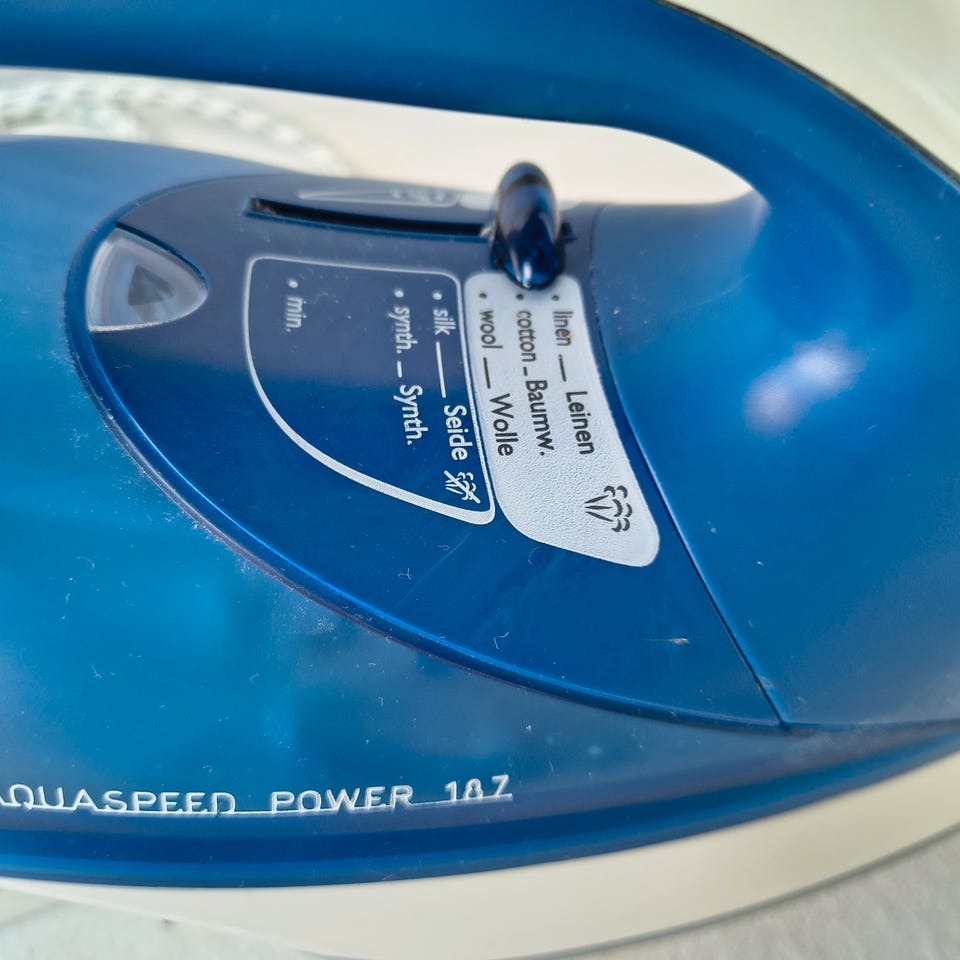 • min.
• synth. – Synth.
• silk — Seide
• wool — Wolle
• cotton – Baumw.
• linen — Leinen
AQUASPEED POWER 187